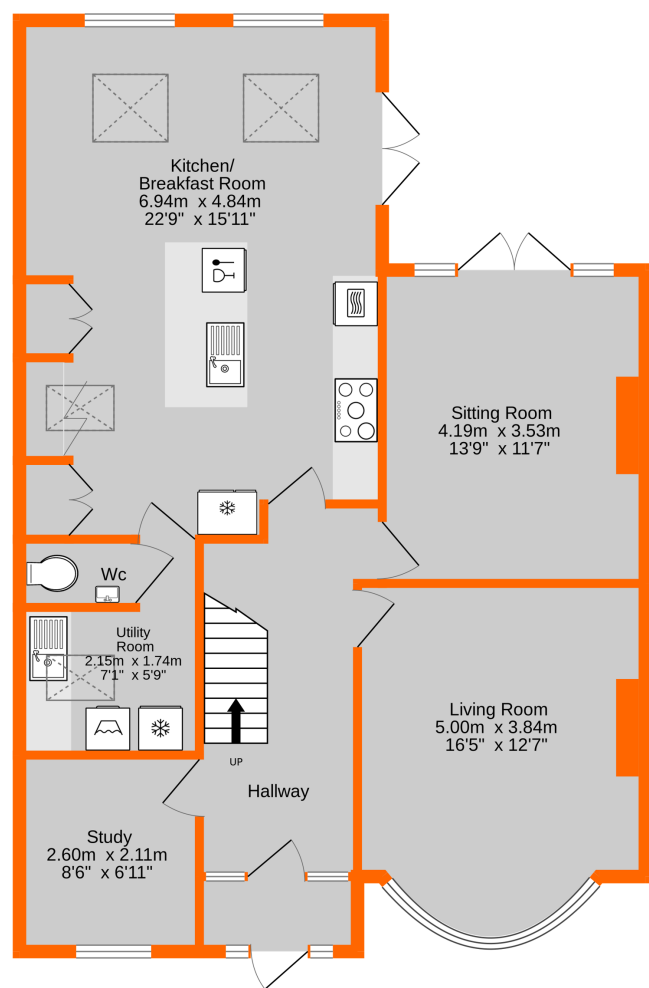 Kitchen/
Breakfast Room
6.94m x 4.84m
22'9" x 15'11"
Sitting Room
4.19m x 3.53m
13'9" x 11'7"
Wc
Utility
Room
2.15m x 1.74m
7'1" x 5'9"
Living Room
5.00m x 3.84m
16'5" x 12'7"
UP
Hallway
Study
2.60m x 2.11m
8'6" x 6'11"